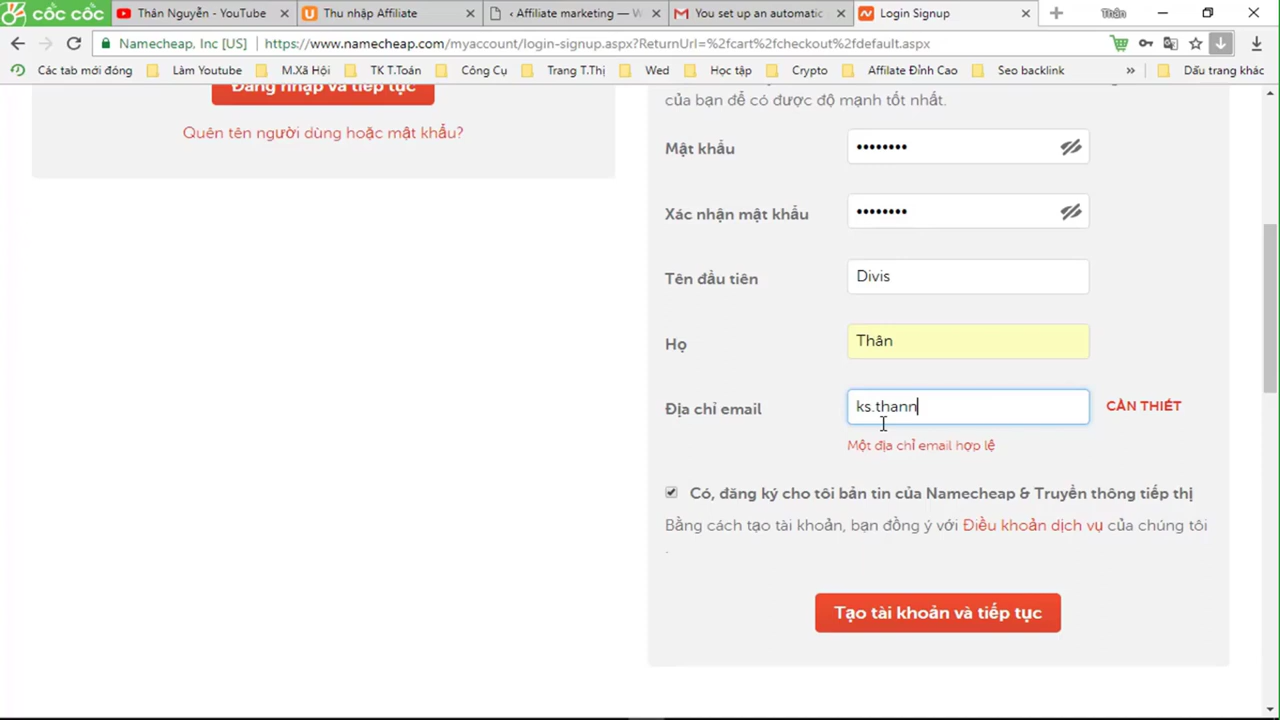 cốc cốc
Thân Nguyễn - YouTube
Thu nhập Affiliate
‹ Affiliate marketing — W
You set up an automatic
Login Signup
Thân
Namecheap, Inc [US]
https://www.namecheap.com/myaccount/login-signup.aspx?ReturnUrl=%2fcart%2fcheckout%2fdefault.aspx
Các tab mới đóng
Làm Youtube
M.Xã Hội
TK T.Toán
Công Cụ
Trang T.Thị
Wed
Học tập
Crypto
Affilate Đỉnh Cao
Seo backlink
»
Dấu trang khác
Đăng nhập và tiếp tục
Quên tên người dùng hoặc mật khẩu?
của bạn để có được độ mạnh tốt nhất.
Mật khẩu ••••••••
Xác nhận mật khẩu ••••••••
Tên đầu tiên Divis
Họ Thân
Địa chỉ email ks.thann CẦN THIẾT
Một địa chỉ email hợp lệ
Có, đăng ký cho tôi bản tin của Namecheap & Truyền thông tiếp thị
Bằng cách tạo tài khoản, bạn đồng ý với Điều khoản dịch vụ của chúng tôi
.
Tạo tài khoản và tiếp tục